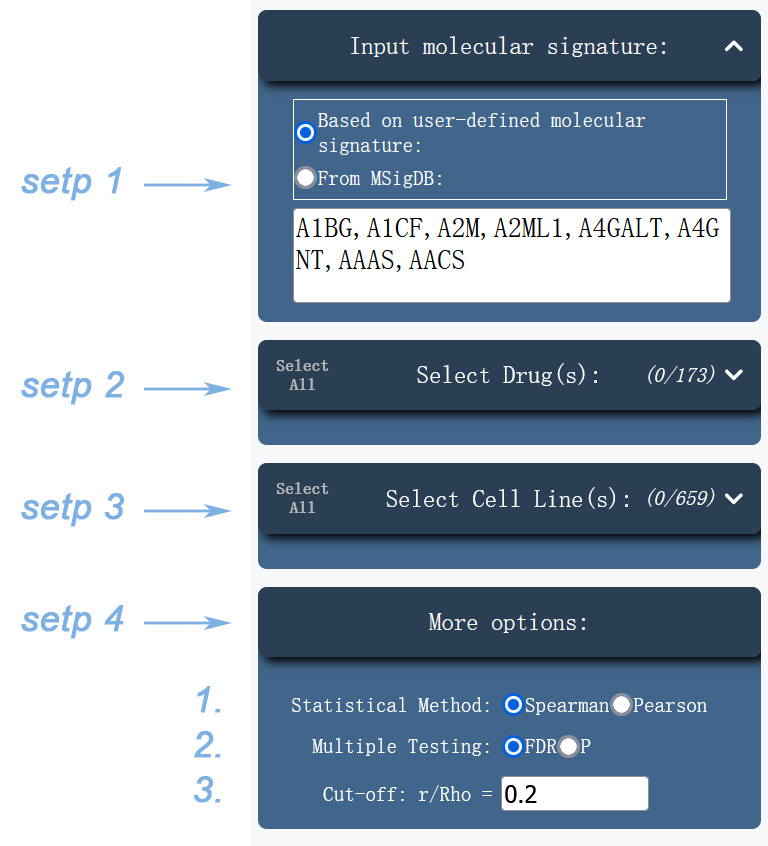 Input molecular signature:
Based on user-defined molecular
signature:
setp 1
From MSigDB:
A1BG, A1CF, A2M, A2ML1, A4GALT, A4G
NT, AAAS, AACS
Select
All
Select Drug(s):
(0/173)
setp 2
Select
All
Select Cell Line(s):
(0/659)
setp 3
setp 4
More options:
1.
Statistical Method: Spearman Pearson
2.
Multiple Testing: FDR P
3.
Cut-off: r/Rho = 0.2